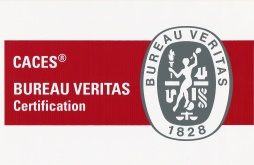 CACES®
BUREAU VERITAS
Certification
BUREAU VERITAS
1828